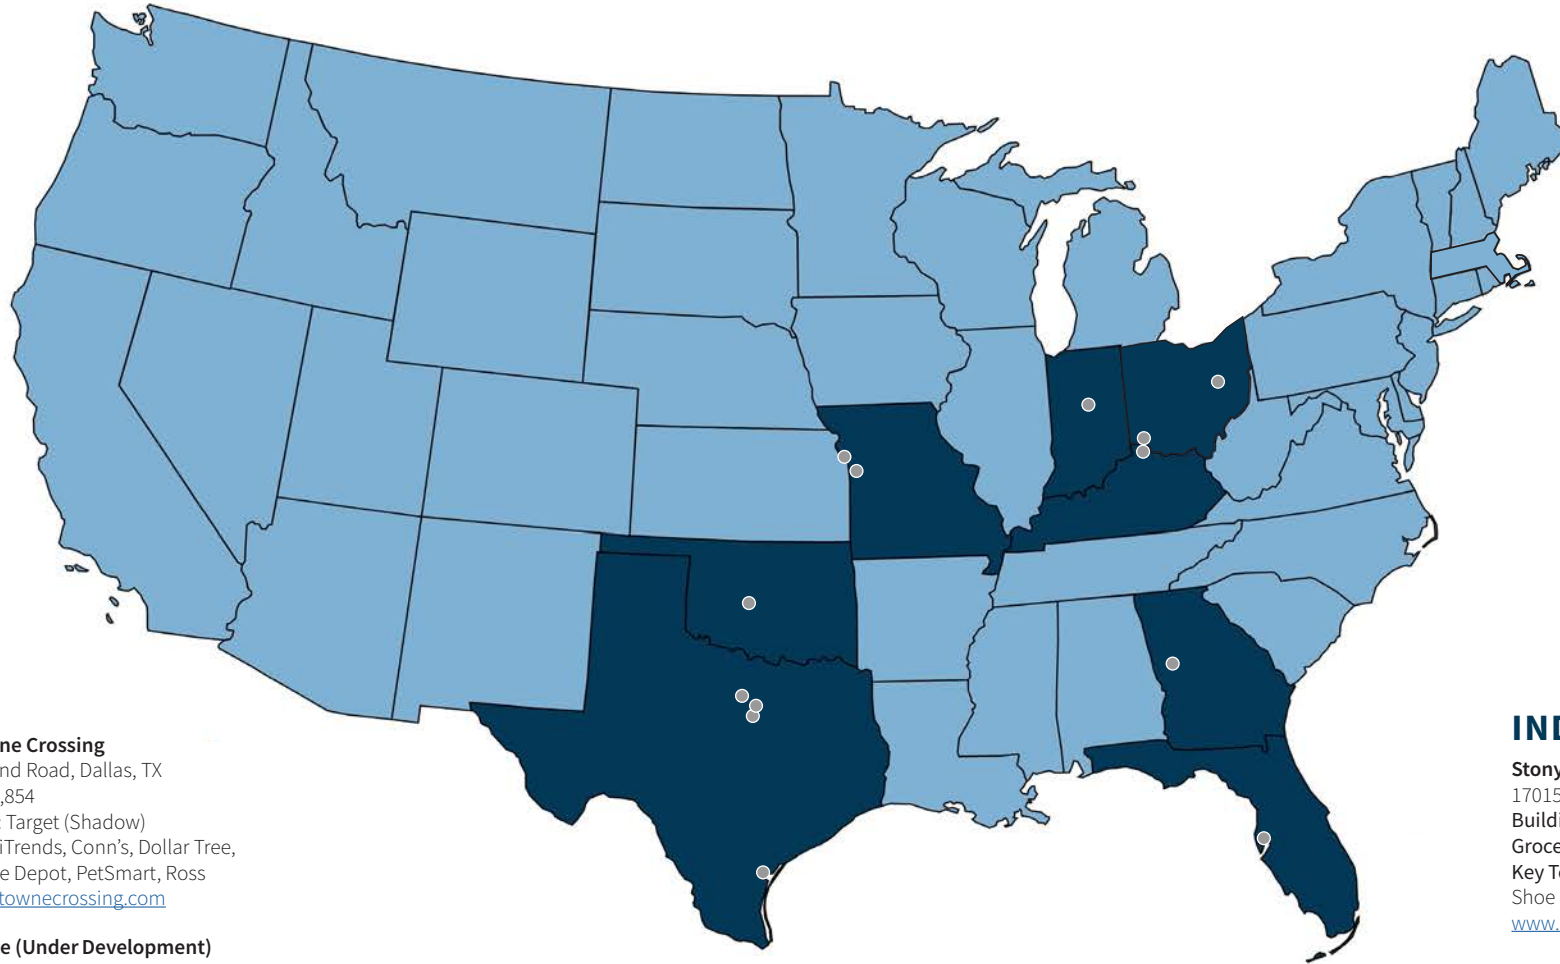 ne Crossing
nd Road, Dallas, TX
,854
: Target (Shadow)
iTrends, Conn's, Dollar Tree,
e Depot, PetSmart, Ross
townecrossing.com
e (Under Development)
IND
Stony
17015
Buildi
Groce
Key Te
Shoe
www.